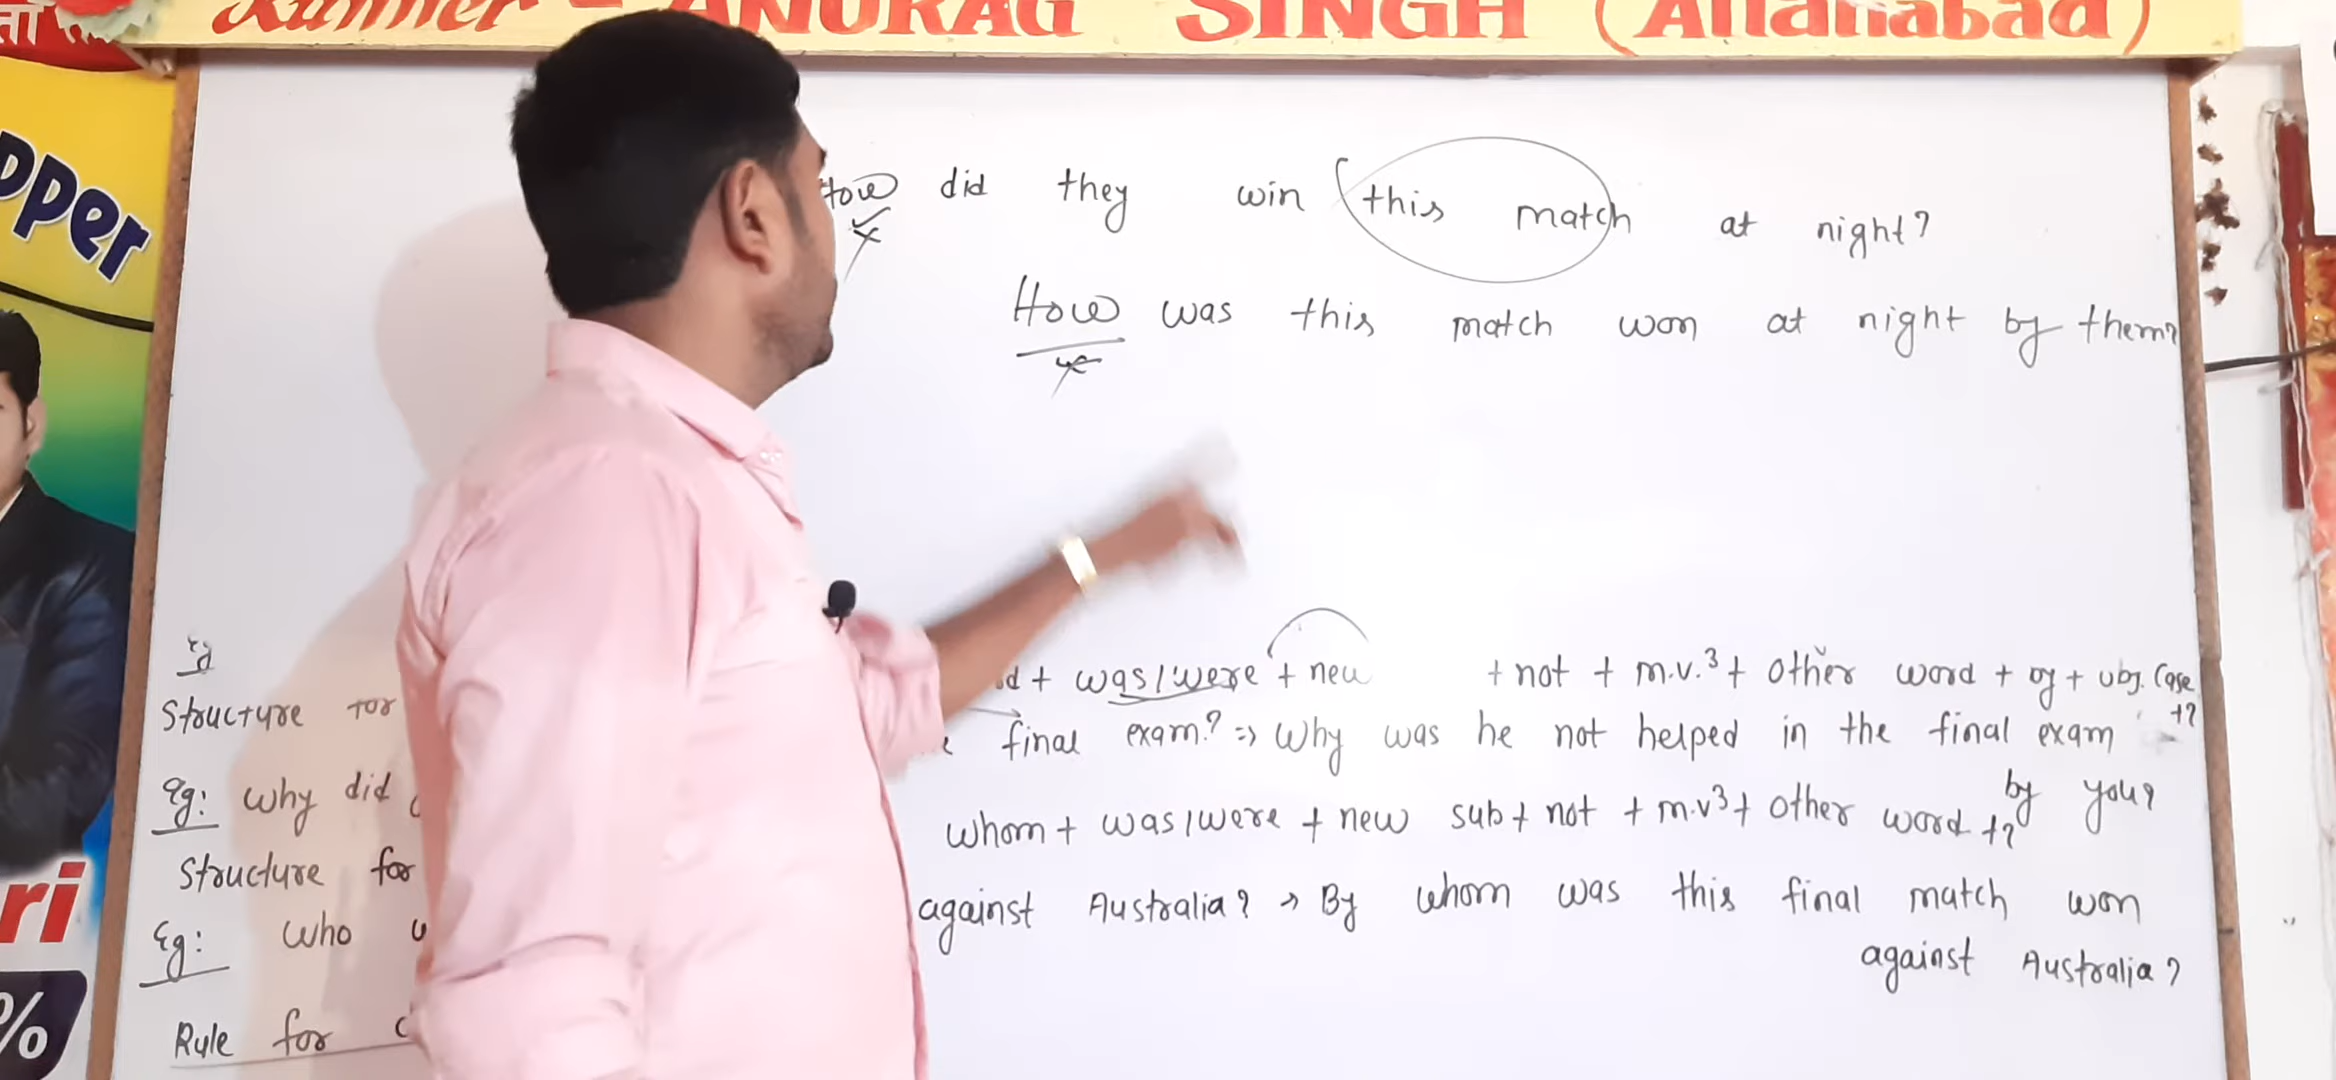 Runner - ANURAG SINGH (Allahabad)
pper
How did they win this match at night?
How was this match won at night by them?
Eg
Structure for d + was/were + new + not + m.v.3 + other word + by + obj. Case +?
Eg: Why did final exam? => Why was he not helped in the final exam by you?
Structure for whom + was/were + new sub + not + m.v3 + other word +?
Eg: Who against Australia? → By whom was this final match won against Australia?
Rule for
ri
%